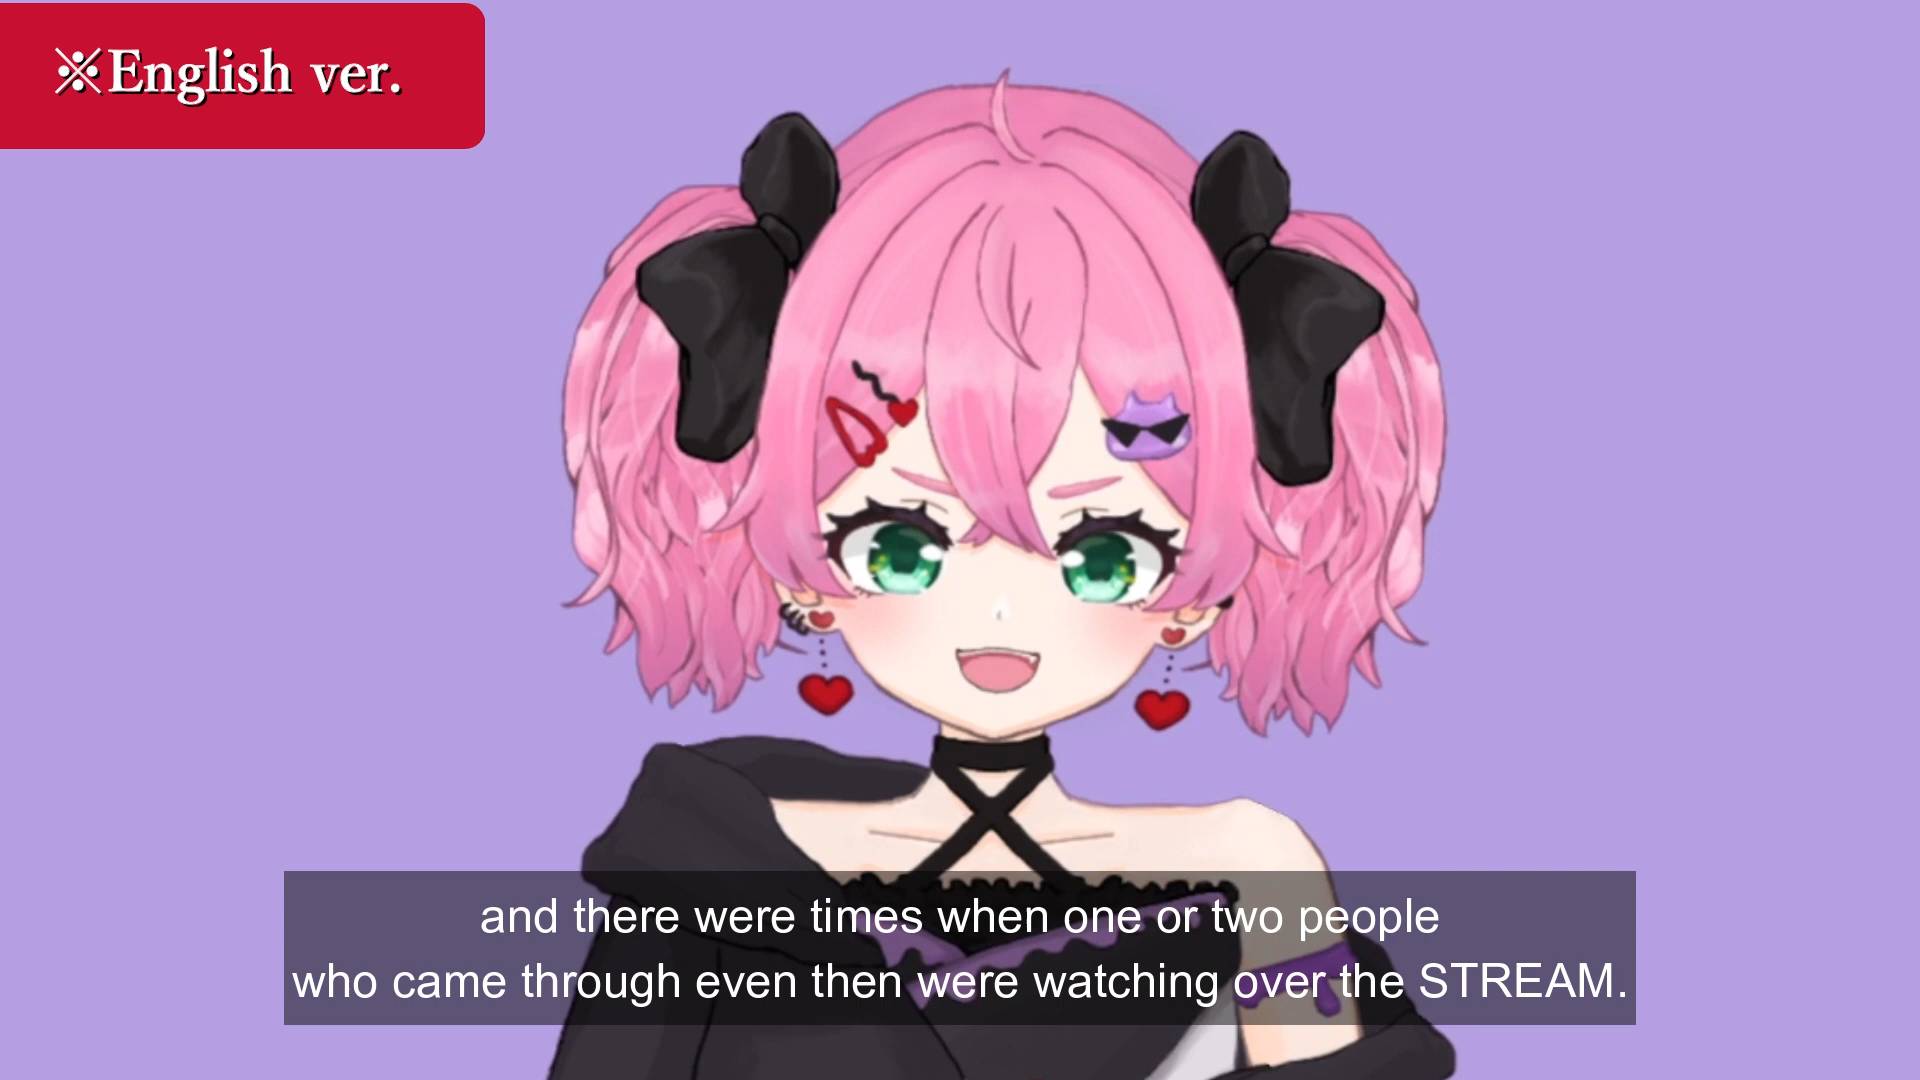 ※English ver.
and there were times when one or two people
who came through even then were watching over the STREAM.